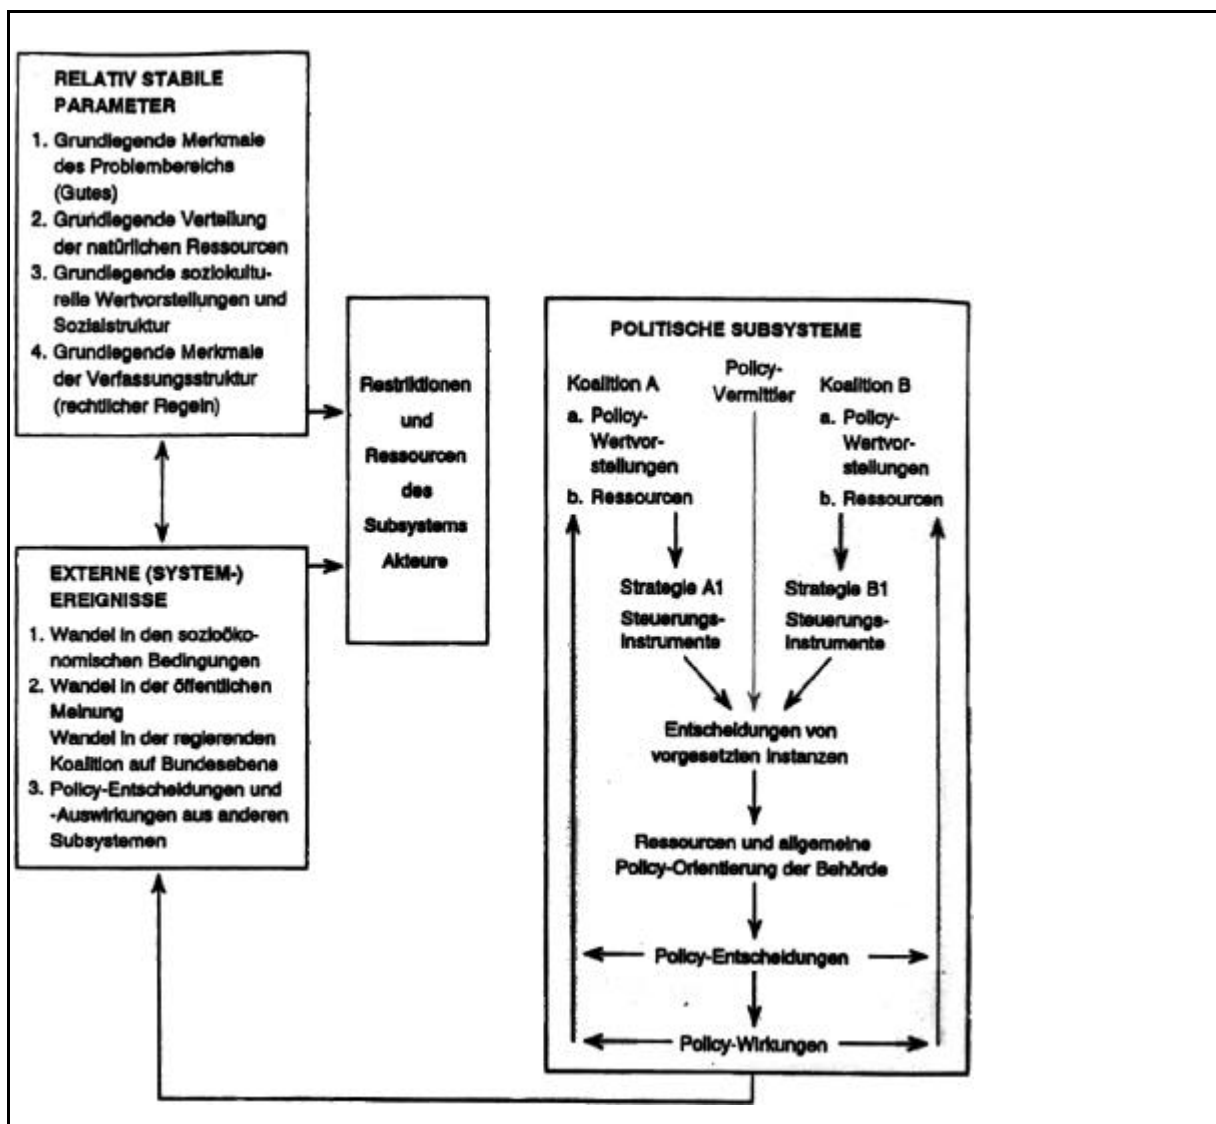 RELATIV STABILE
PARAMETER
1. Grundlegende Merkmale
des Problembereichs
(Gutes)
2. Grundlegende Verteilung
der natürlichen Ressourcen
3. Grundlegende soziokultu-
relle Wertvorstellungen und
Sozialstruktur
4. Grundlegende Merkmale
der Verfassungsstruktur
(rechtlicher Regeln)
EXTERNE (SYSTEM-)
EREIGNISSE
1. Wandel in den sozioöko-
nomischen Bedingungen
2. Wandel in der öffentlichen
Meinung
Wandel in der regierenden
Koalition auf Bundesebene
3. Policy-Entscheidungen und
-Auswirkungen aus anderen
Subsystemen
Restriktionen
und
Ressourcen
des
Subsystems
Akteure
POLITISCHE SUBSYSTEME
Koalition A
a. Policy-
Wertvor-
stellungen
b. Ressourcen
Policy-
Vermittler
Koalition B
a. Policy-
Wertvor-
stellungen
b. Ressourcen
Strategie A1
Steuerungs-
instrumente
Strategie B1
Steuerungs-
instrumente
Entscheidungen von
vorgesetzten Instanzen
Ressourcen und allgemeine
Policy-Orientierung der Behörde
Policy-Entscheidungen
Policy-Wirkungen